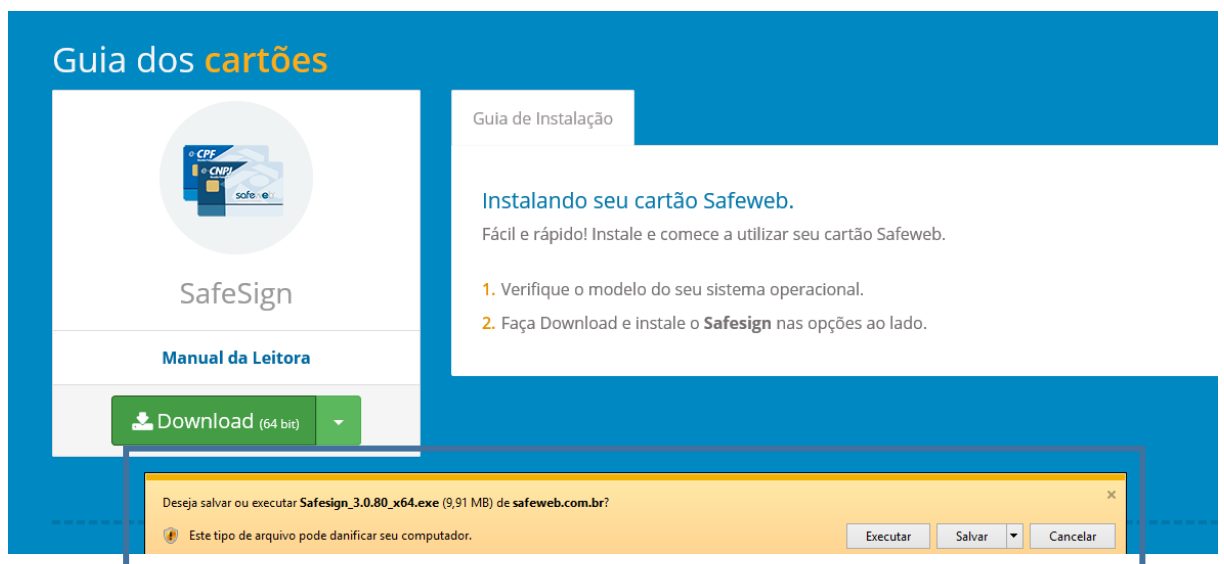 Guia dos cartões
e-CPF
e-CNPJ
safeweb
SafeSign
Manual da Leitora
Download (64 bit)
Guia de Instalação
Instalando seu cartão Safeweb.
Fácil e rápido! Instale e comece a utilizar seu cartão Safeweb.
1. Verifique o modelo do seu sistema operacional.
2. Faça Download e instale o Safesign nas opções ao lado.
Deseja salvar ou executar Safesign_3.0.80_x64.exe (9,91 MB) de safeweb.com.br?
Este tipo de arquivo pode danificar seu computador.
Executar
Salvar
Cancelar